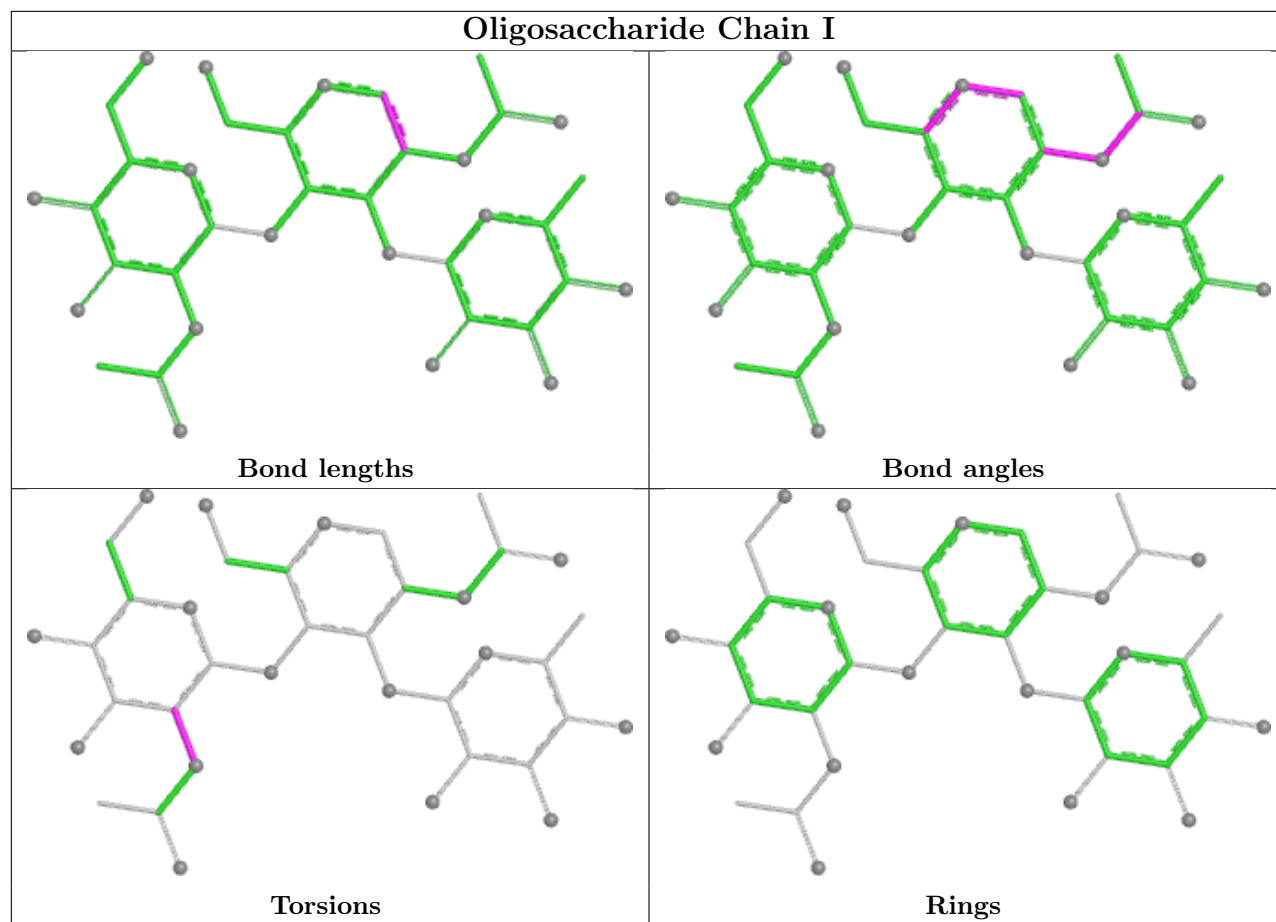 Oligosaccharide Chain I
Bond lengths
Bond angles
Torsions
Rings